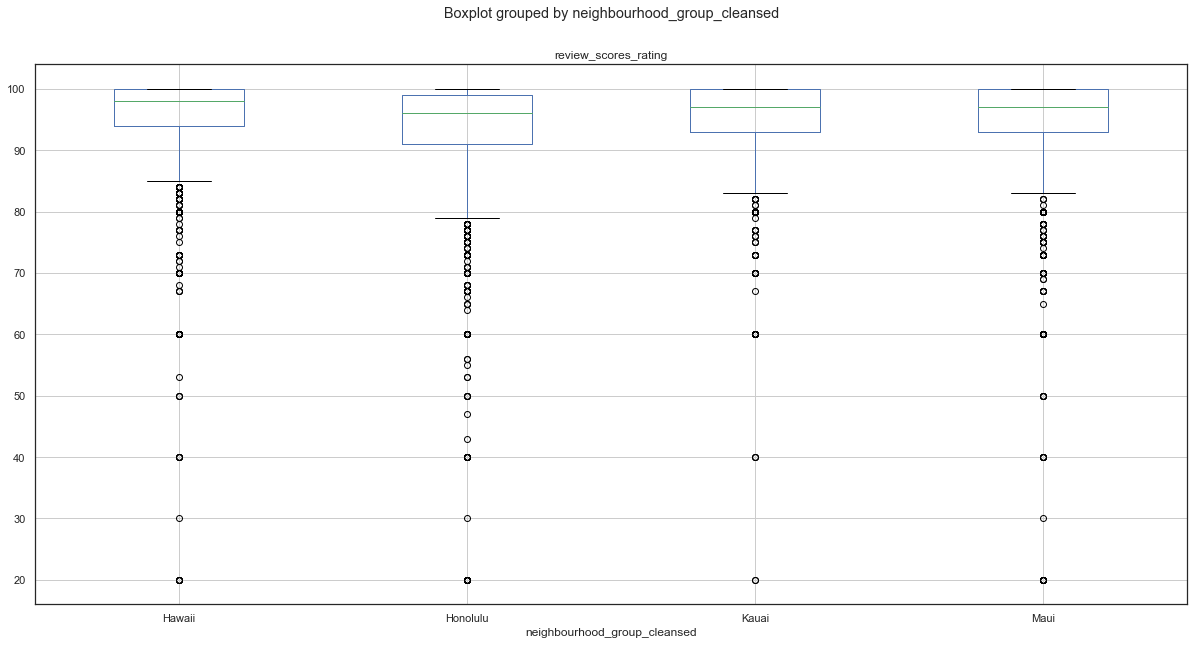 Boxplot grouped by neighbourhood_group_cleansed
review_scores_rating
100
90
80
70
60
50
40
30
20
Hawaii Honolulu Kauai Maui
neighbourhood_group_cleansed